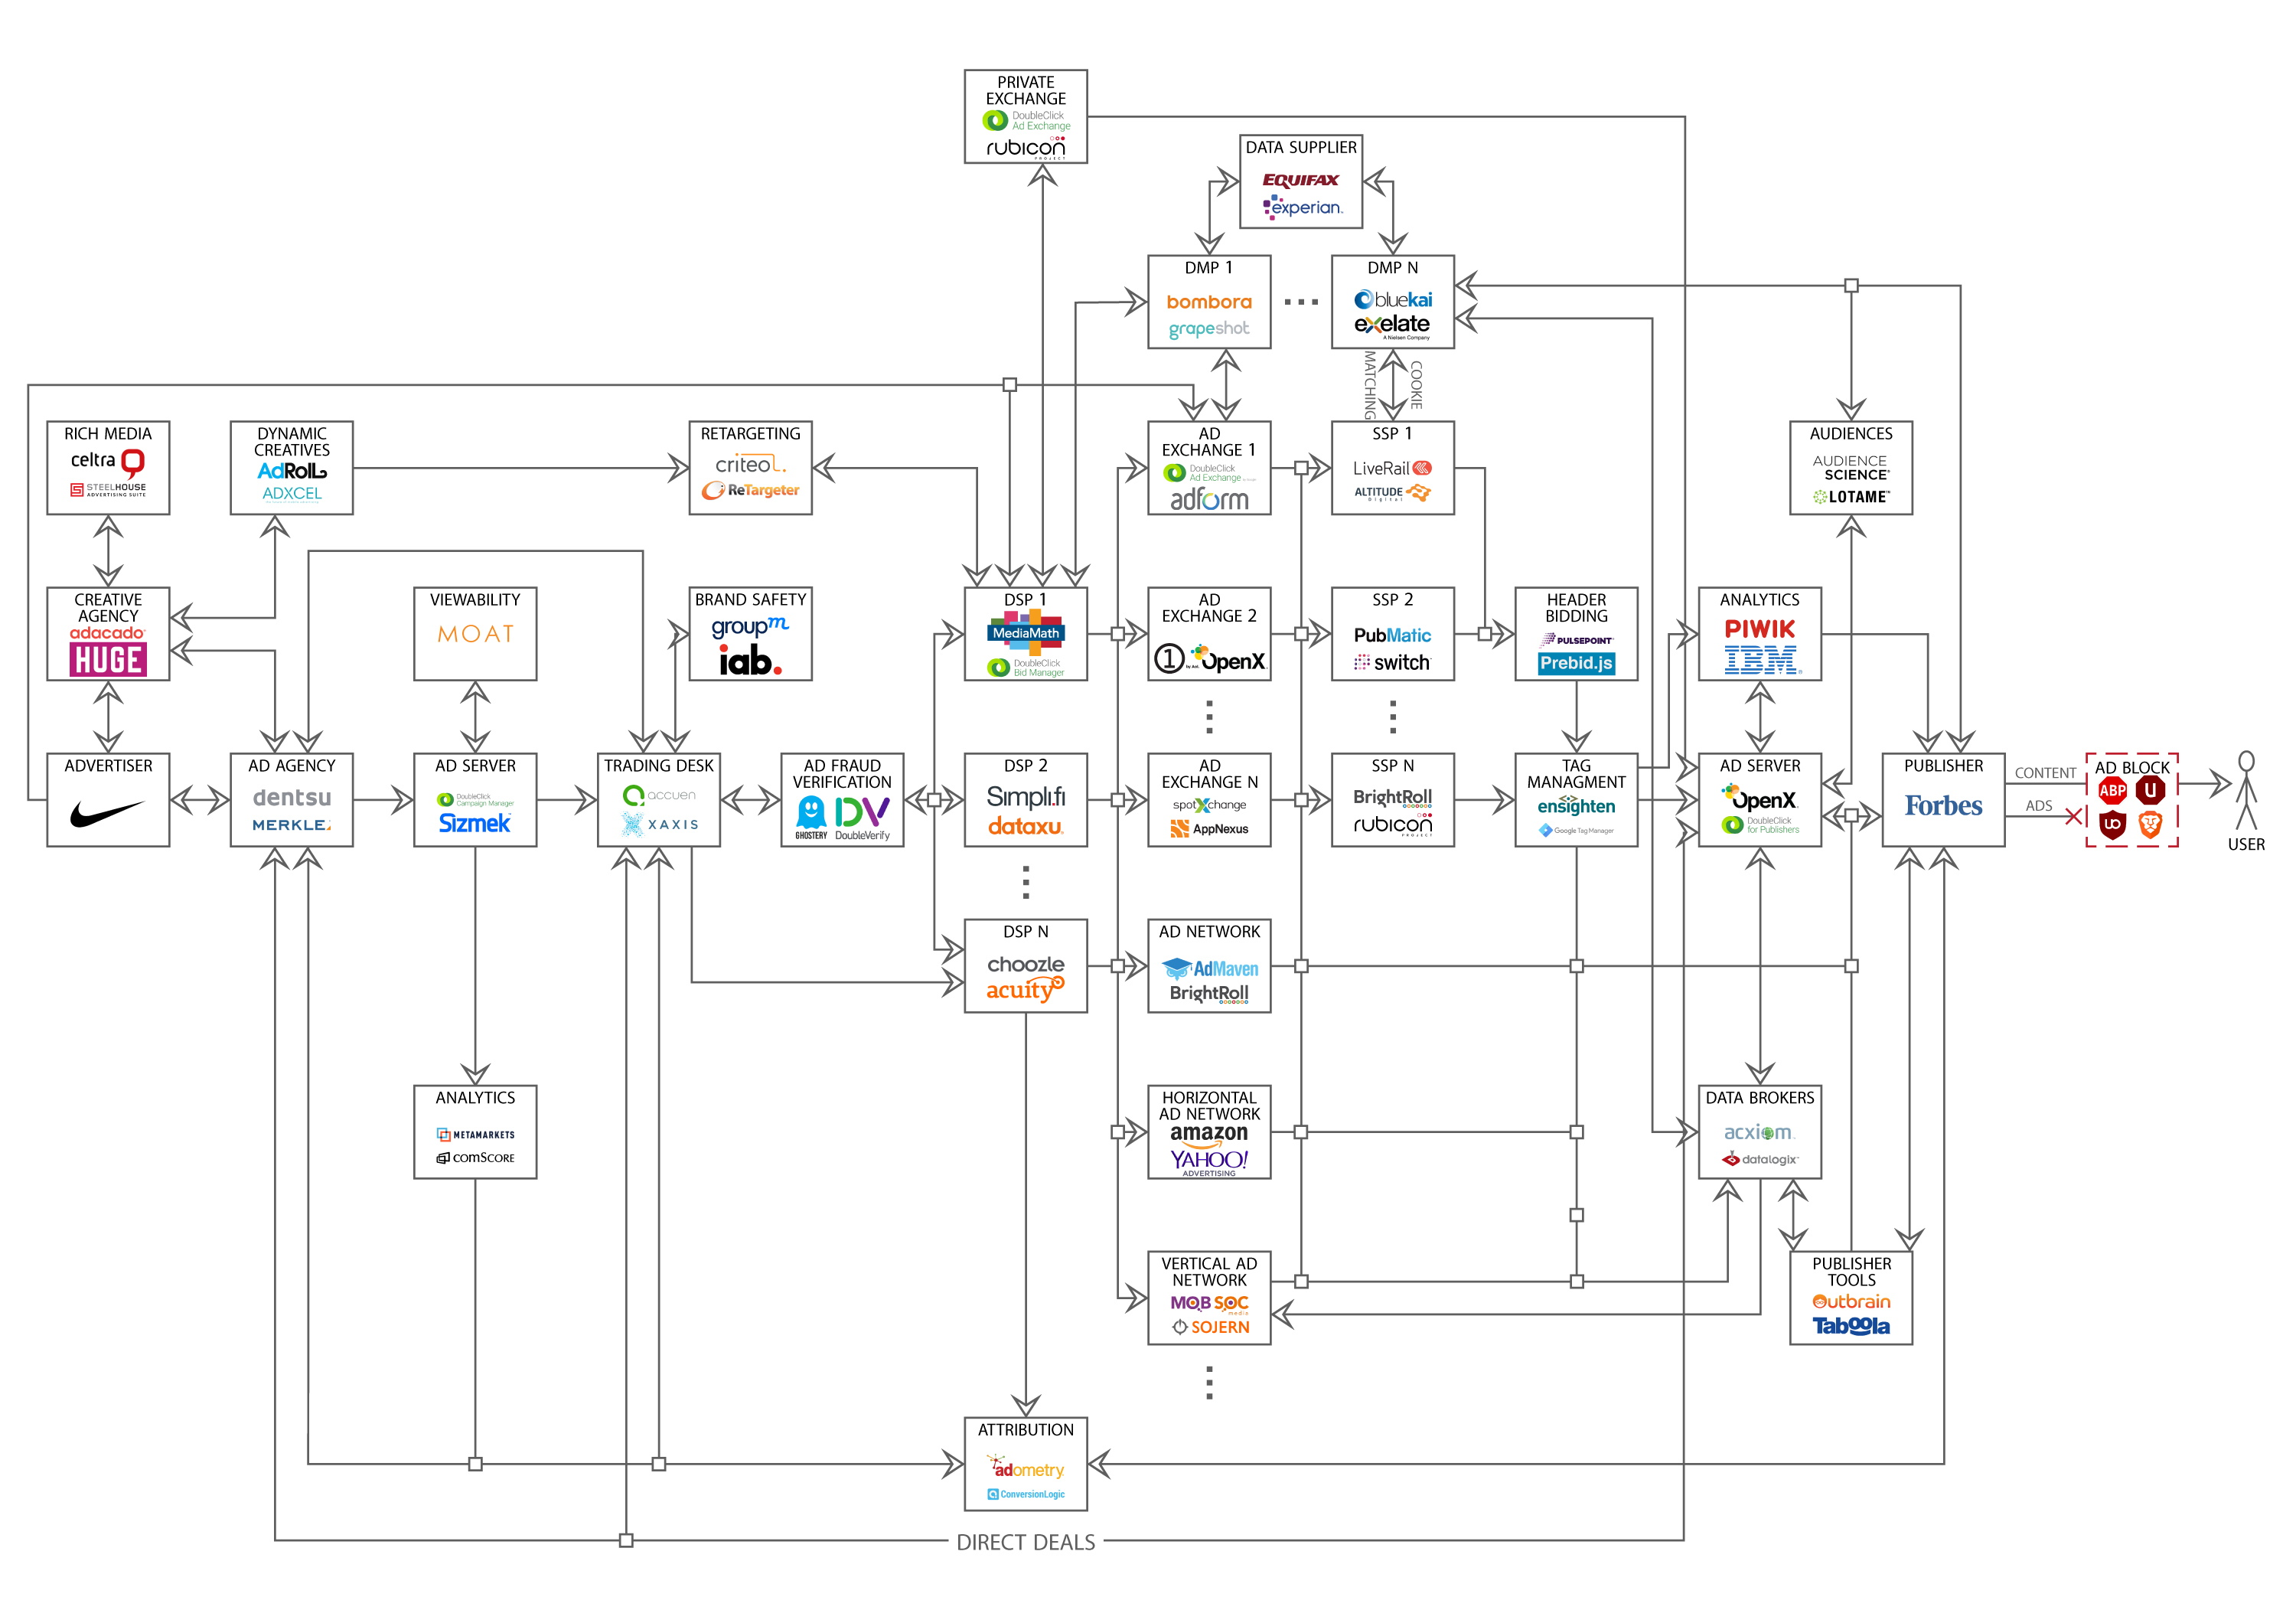 PRIVATE
EXCHANGE
DoubleClick
Ad Exchange
rubicon
PROJECT
DATA SUPPLIER
EQUIFAX
experian
DMP 1
bombora
grapeshot
DMP N
bluekai
eXelate
A Nielsen Company
MATCHING
COOKIE
RICH MEDIA
celtra
STEELHOUSE
ADVERTISING SUITE
DYNAMIC
CREATIVES
AdRoll
ADXCEL
RETARGETING
criteo
ReTargeter
AD
EXCHANGE 1
DoubleClick
Ad Exchange
adform
SSP 1
LiveRail
ALTITUDE
Digital
AUDIENCES
AUDIENCE
SCIENCE
LOTAME
CREATIVE
AGENCY
adacado
HUGE
VIEWABILITY
MOAT
BRAND SAFETY
groupm
iab.
DSP 1
MediaMath
DoubleClick
Bid Manager
AD
EXCHANGE 2
1 by Aol. OpenX
SSP 2
PubMatic
switch
HEADER
BIDDING
PULSEPOINT
Prebid.js
ANALYTICS
PIWIK
IBM
ADVERTISER
AD AGENCY
dentsu
MERKLE
AD SERVER
DoubleClick
Campaign Manager
Sizmek
TRADING DESK
accuen
XAXIS
AD FRAUD
VERIFICATION
GHOSTERY
DV
DoubleVerify
DSP 2
Simpli.fi
dataxu
AD
EXCHANGE N
spotXchange
AppNexus
SSP N
BrightRoll
rubicon
PROJECT
TAG
MANAGMENT
ensighten
Google Tag Manager
AD SERVER
OpenX
DoubleClick
for Publishers
PUBLISHER
Forbes
CONTENT
ADS
AD BLOCK
ABP
U
UO
USER
DSP N
choozle
acuity
AD NETWORK
AdMaven
BrightRoll
ANALYTICS
METAMARKETS
COMSCORE
HORIZONTAL
AD NETWORK
amazon
YAHOO!
ADVERTISING
DATA BROKERS
acxiom
datalogix
VERTICAL AD
NETWORK
MOBSOC
media
SOJERN
PUBLISHER
TOOLS
Outbrain
Taboola
ATTRIBUTION
adometry
ConversionLogic
DIRECT DEALS